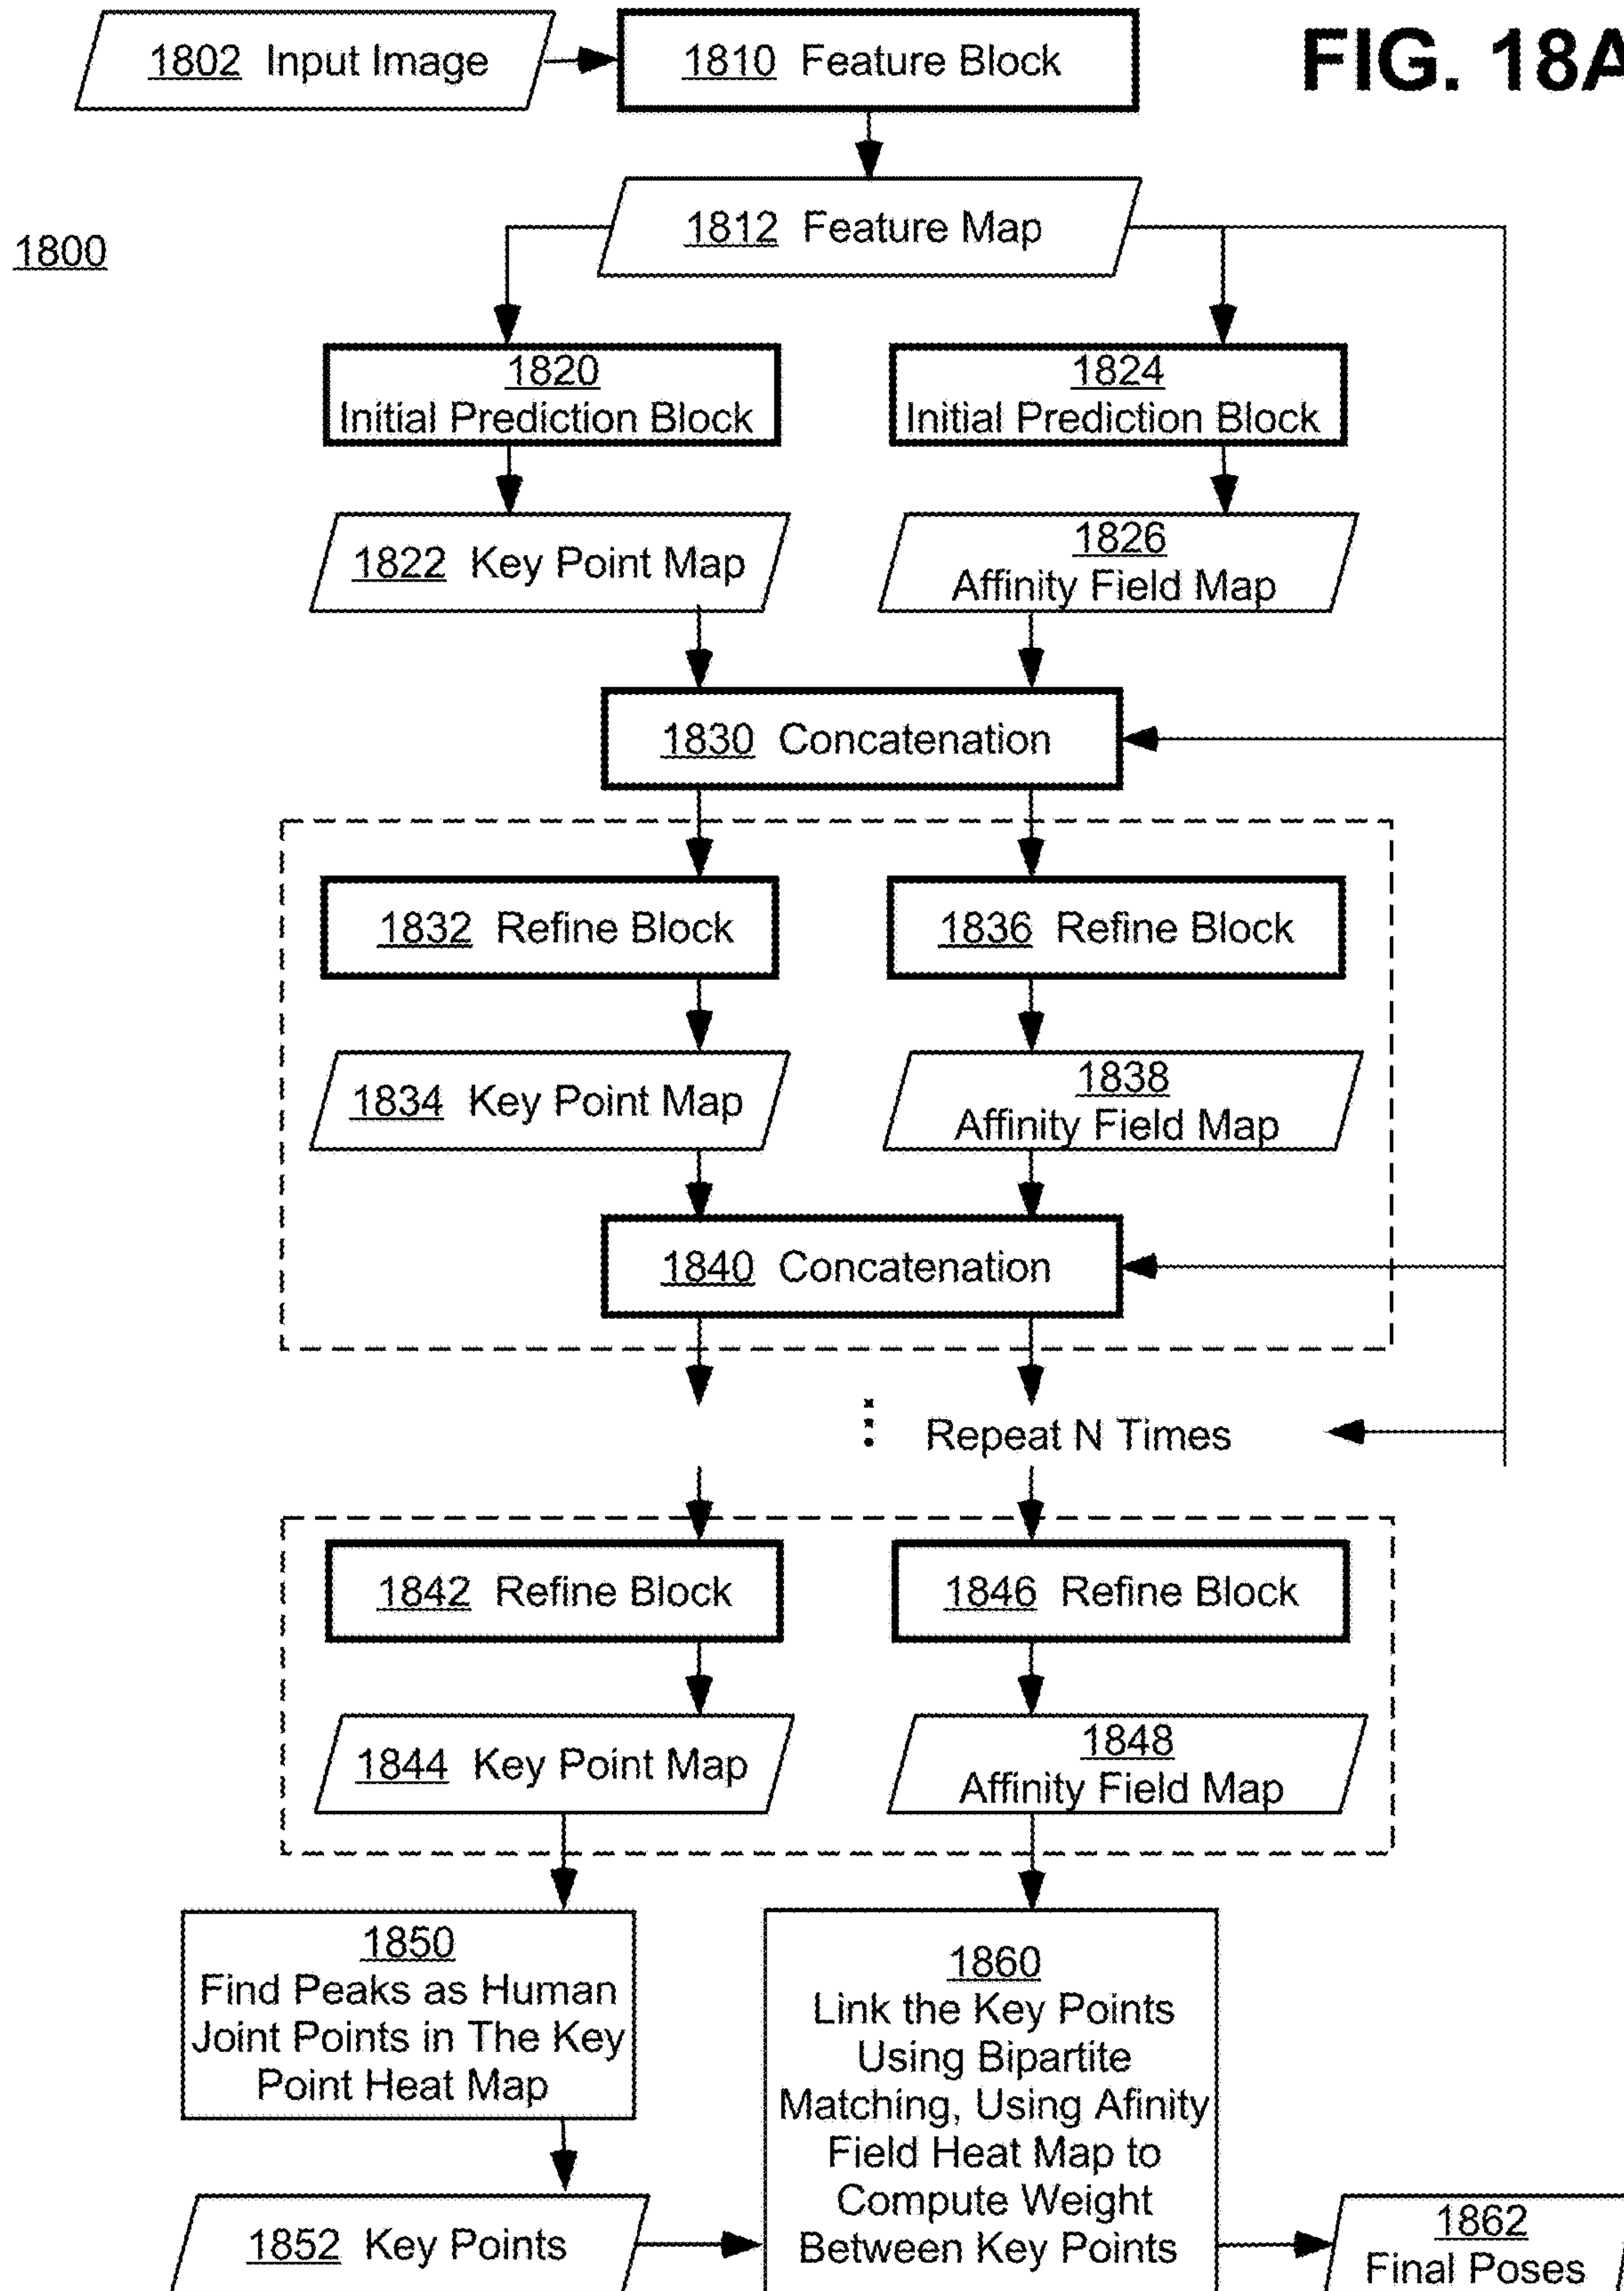 1802 Input Image
1810 Feature Block
FIG. 18A
1812 Feature Map
1800
1820
Initial Prediction Block
1824
Initial Prediction Block
1822 Key Point Map
1826
Affinity Field Map
1830 Concatenation
1832 Refine Block
1836 Refine Block
1834 Key Point Map
1838
Affinity Field Map
1840 Concatenation
Repeat N Times
1842 Refine Block
1846 Refine Block
1844 Key Point Map
1848
Affinity Field Map
1850
Find Peaks as Human
Joint Points in The Key
Point Heat Map
1860
Link the Key Points
Using Bipartite
Matching, Using Afinity
Field Heat Map to
Compute Weight
Between Key Points
1852 Key Points
1862
Final Poses